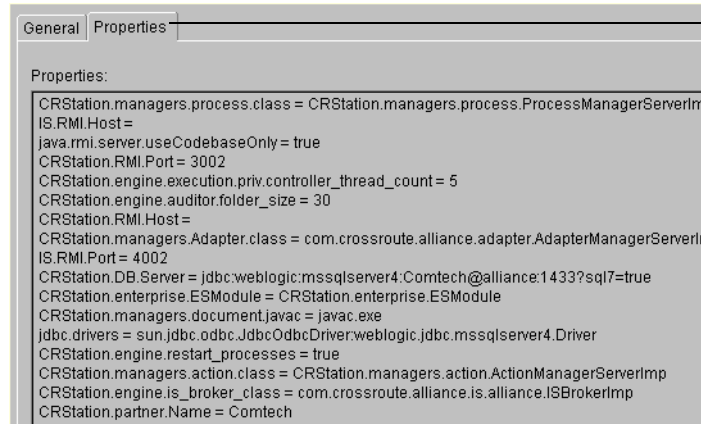 General Properties
Properties:
CRStation.managers.process.class = CRStation.managers.process.ProcessManagerServerIm
IS.RMI.Host =
java.rmi.server.useCodebaseOnly = true
CRStation.RMI.Port = 3002
CRStation.engine.execution.priv.controller_thread_count = 5
CRStation.engine.auditor.folder_size = 30
CRStation.RMI.Host =
CRStation.managers.Adapter.class = com.crossroute.alliance.adapter.AdapterManagerServerI
IS.RMI.Port = 4002
CRStation.DB.Server = jdbc:weblogic:mssqlserver4:Comtech@alliance:1433?sql7=true
CRStation.enterprise.ESModule = CRStation.enterprise.ESModule
CRStation.managers.document.javac = javac.exe
jdbc.drivers = sun.jdbc.odbc.JdbcOdbcDriver:weblogic.jdbc.mssqlserver4.Driver
CRStation.engine.restart_processes = true
CRStation.managers.action.class = CRStation.managers.action.ActionManagerServerImp
CRStation.engine.is_broker_class = com.crossroute.alliance.is.alliance.ISBrokerImp
CRStation.partner.Name = Comtech